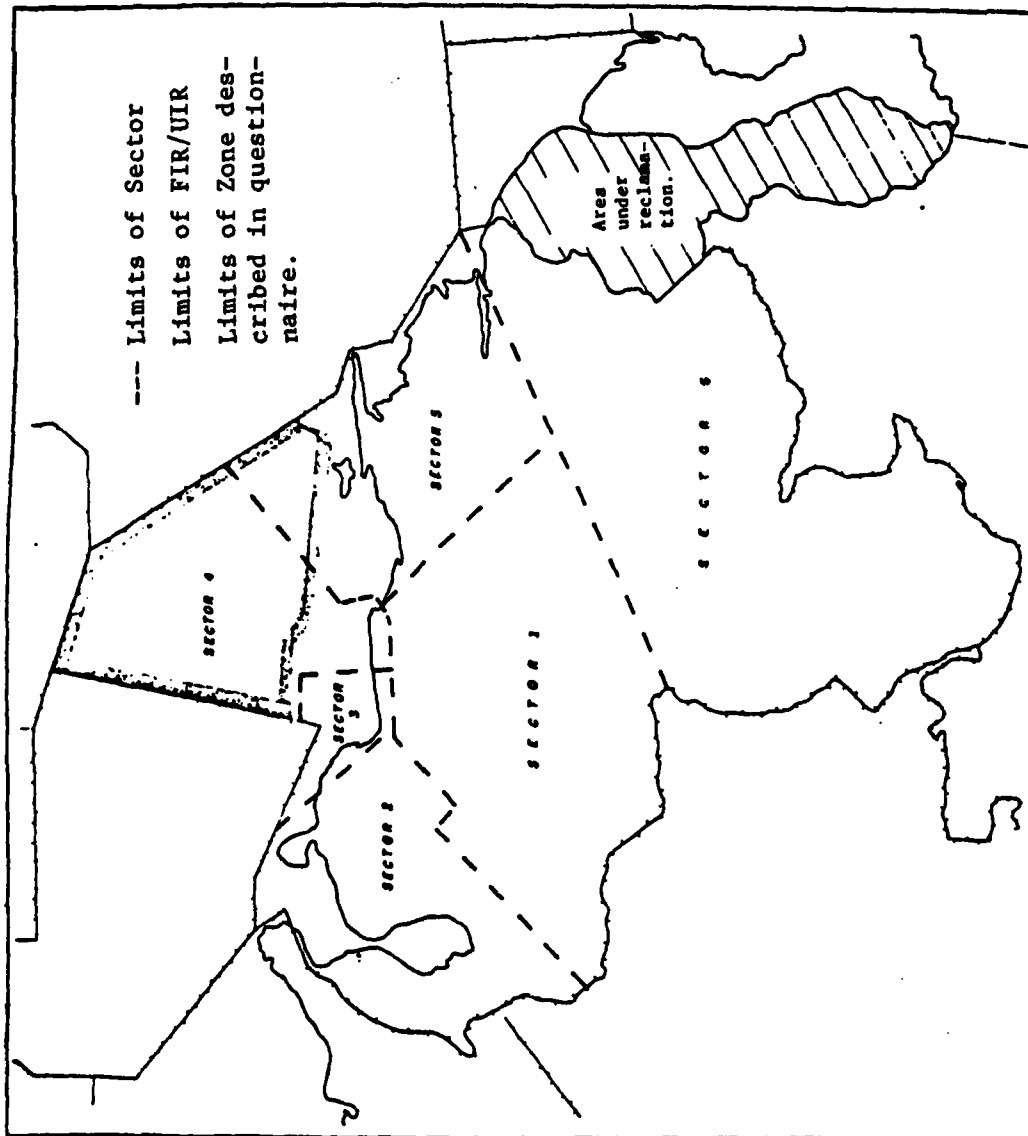 --- Limits of Sector
Limits of FIR/UIR
Limits of Zone des-
cribed in question-
naire.
Area
under
reclama-
tion.
SECTOR 4
SECTOR 5
SECTOR
3
SECTOR 2
SECTOR 1
SECTOR 6